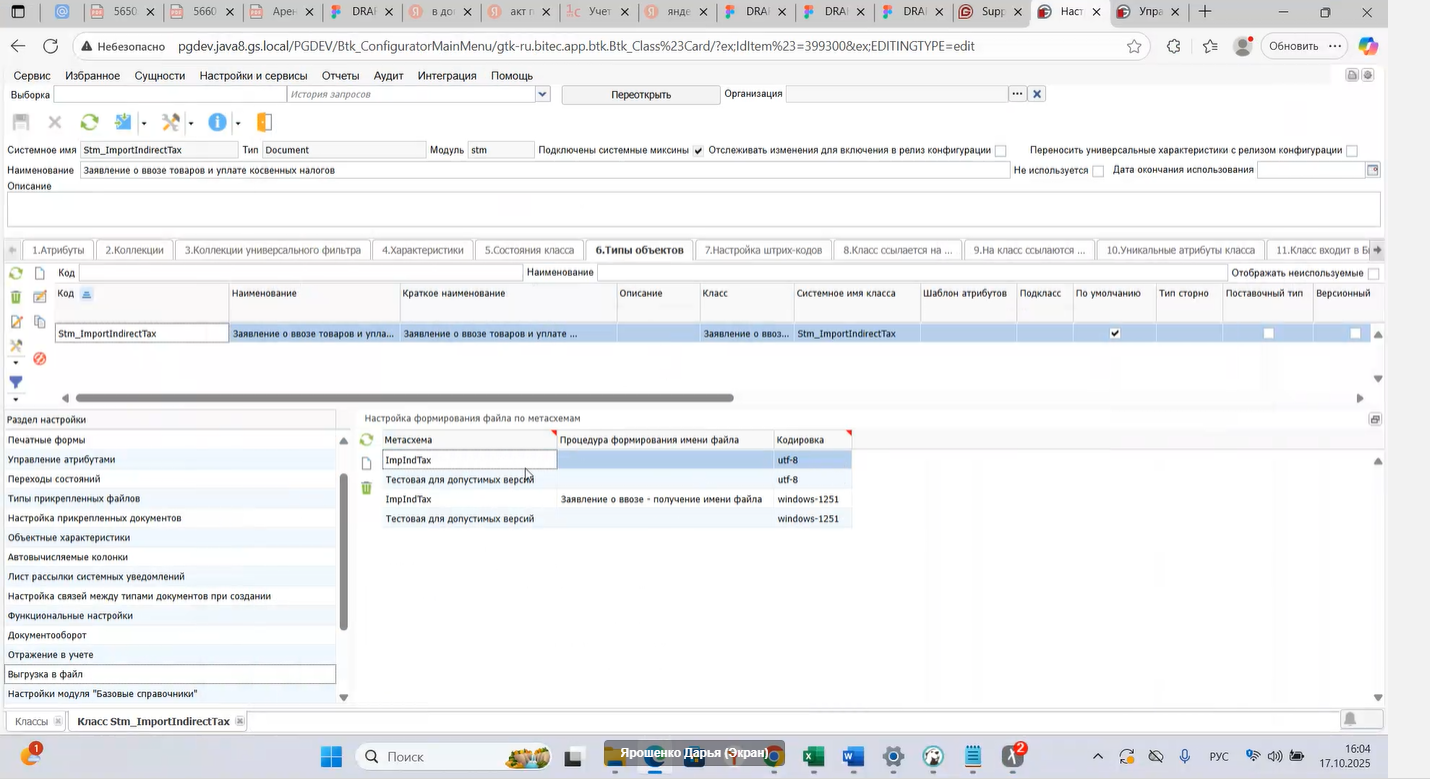 5650
5660
Арен
DRA
в до
акт п
Учет
янде
DRA
DRA
DRA
Supp
Наст
Упра
Небезопасно pgdev.java8.gs.local/PGDEV/Btk_ConfiguratorMainMenu/gtk-ru.bitec.app.btk.Btk_Class%23Card/?ex;IdItem%23=399300&ex;EDITINGTYPE=edit Обновить
Сервис Избранное Сущности Настройки и сервисы Отчеты Аудит Интеграция Помощь
Выборка История запросов Переоткрыть Организация
Системное имя Stm_ImportIndirectTax Тип Document Модуль stm Подключены системные миксины Отслеживать изменения для включения в релиз конфигурации Переносить универсальные характеристики с релизом конфигурации
Наименование Заявление о ввозе товаров и уплате косвенных налогов Не используется Дата окончания использования
Описание
1.Атрибуты 2.Коллекции 3.Коллекции универсального фильтра 4.Характеристики 5.Состояния класса 6.Типы объектов 7.Настройка штрих-кодов 8.Класс ссылается на ... 9.На класс ссылаются ... 10.Уникальные атрибуты класса 11.Класс входит в
Код Наименование Отображать неиспользуемые
Код Наименование Краткое наименование Описание Класс Системное имя класса Шаблон атрибутов Подкласс По умолчанию Тип сторно Поставочный тип Версионный
Stm_ImportIndirectTax Заявление о ввозе товаров и упла... Заявление о ввозе товаров и уплате ... Заявление о ввоз... Stm_ImportIndirectTax
Раздел настройки
Печатные формы
Управление атрибутами
Переходы состояний
Типы прикрепленных файлов
Настройка прикрепленных документов
Объектные характеристики
Автовычисляемые колонки
Лист рассылки системных уведомлений
Настройка связей между типами документов при создании
Функциональные настройки
Документооборот
Отражение в учете
Выгрузка в файл
Настройки модуля "Базовые справочники"
Настройка формирования файла по метасхемам
Метасхема Процедура формирования имени файла Кодировка
ImpIndTax utf-8
Тестовая для допустимых версий utf-8
ImpIndTax Заявление о ввозе - получение имени файла windows-1251
Тестовая для допустимых версий windows-1251
Классы Класс Stm_ImportIndirectTax
1 Поиск Ярошенко Дарья (Экран) 2 РУС 16:04
17.10.2025